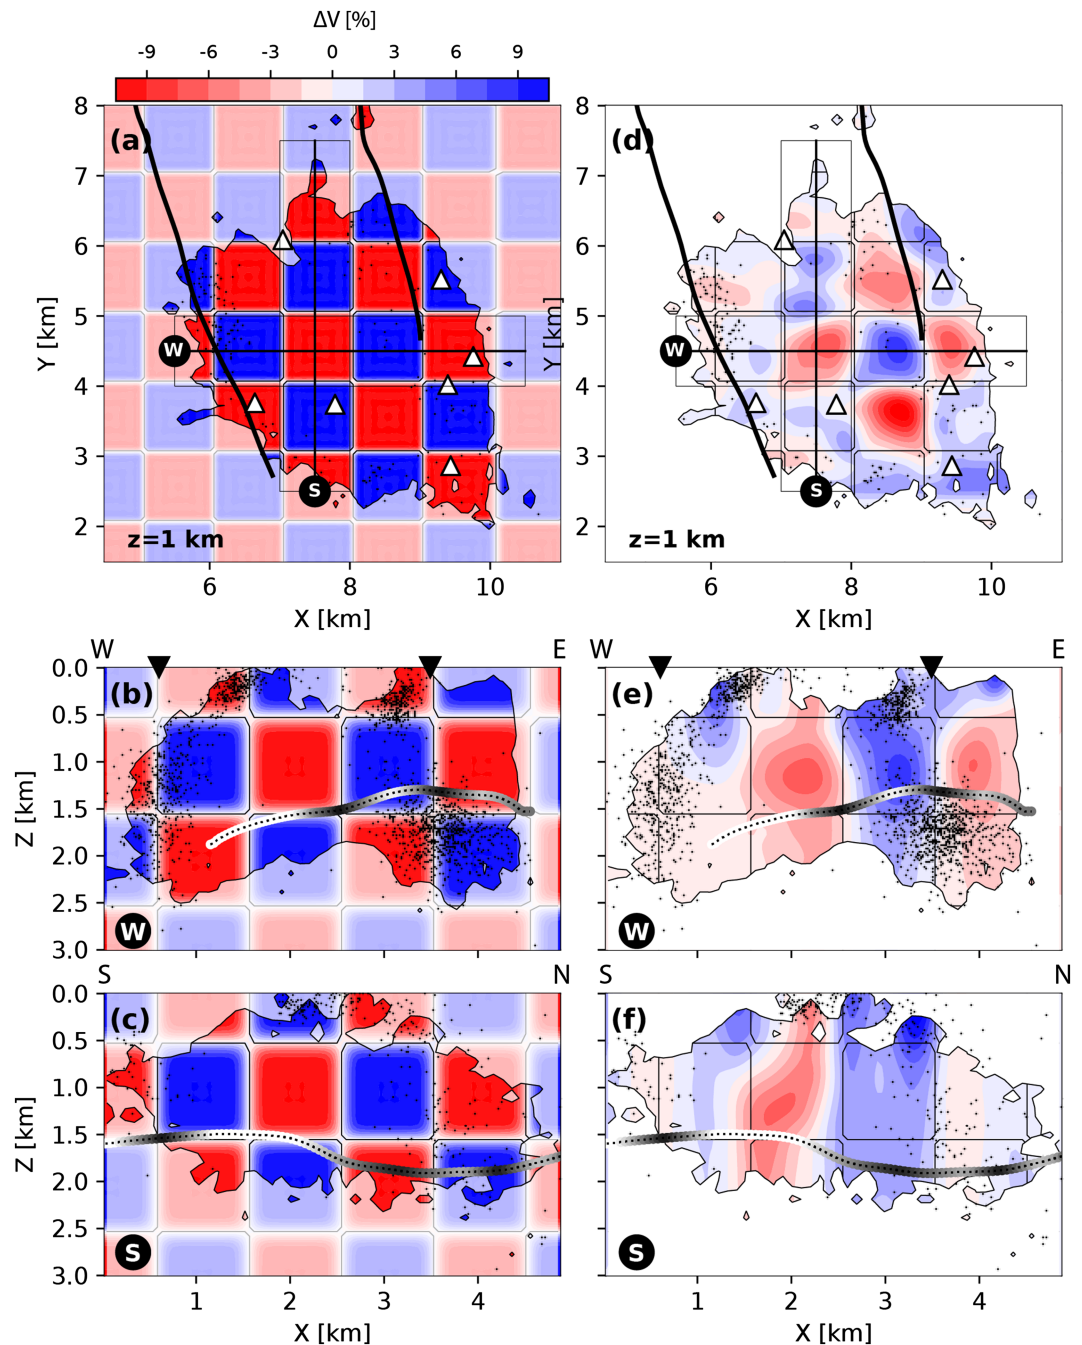 ΔV [%]
-9 -6 -3 0 3 6 9
(a) (d)
8 7 6 5 4 3 2
8 7 6 5 4 3 2
Y [km] Y [km]
W W
S S
z=1 km z=1 km
6 8 10 6 8 10
X [km] X [km]
W E W E
(b) (e)
0.0 0.5 1.0 1.5 2.0 2.5 3.0
Z [km]
W W
S N S N
(c) (f)
0.0 0.5 1.0 1.5 2.0 2.5 3.0
Z [km]
S S
1 2 3 4 1 2 3 4
X [km] X [km]